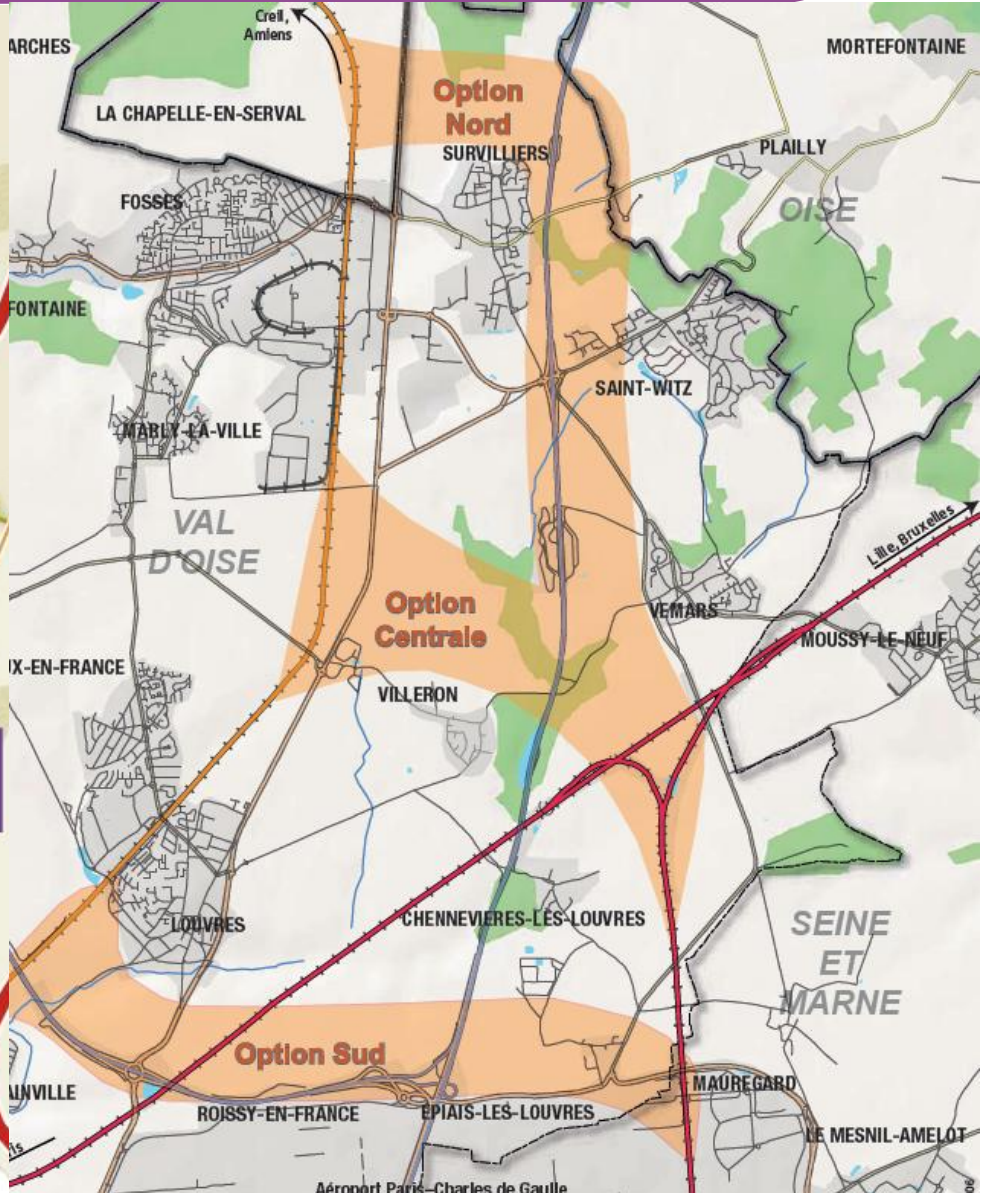 Creil,
Amiens
ARCHES
MORTEFONTAINE
Option
Nord
LA CHAPELLE-EN-SERVAL
SURVILLIERS
PLAILLY
FOSSES
OISE
FONTAINE
SAINT-WITZ
MARLY-LA-VILLE
VAL
D'OISE
Lille, Bruxelles
Option
Centrale
VEMARS
MOUSSY-LE-NEUF
UX-EN-FRANCE
VILLERON
LOUVRES
CHENNEVIERES-LES-LOUVRES
SEINE
ET
MARNE
Option Sud
MAUREGARD
AINVILLE
ROISSY-EN-FRANCE
EPIAIS-LES-LOUVRES
LE MESNIL-AMELOT
is
Aéroport Paris–Charles de Gaulle
06